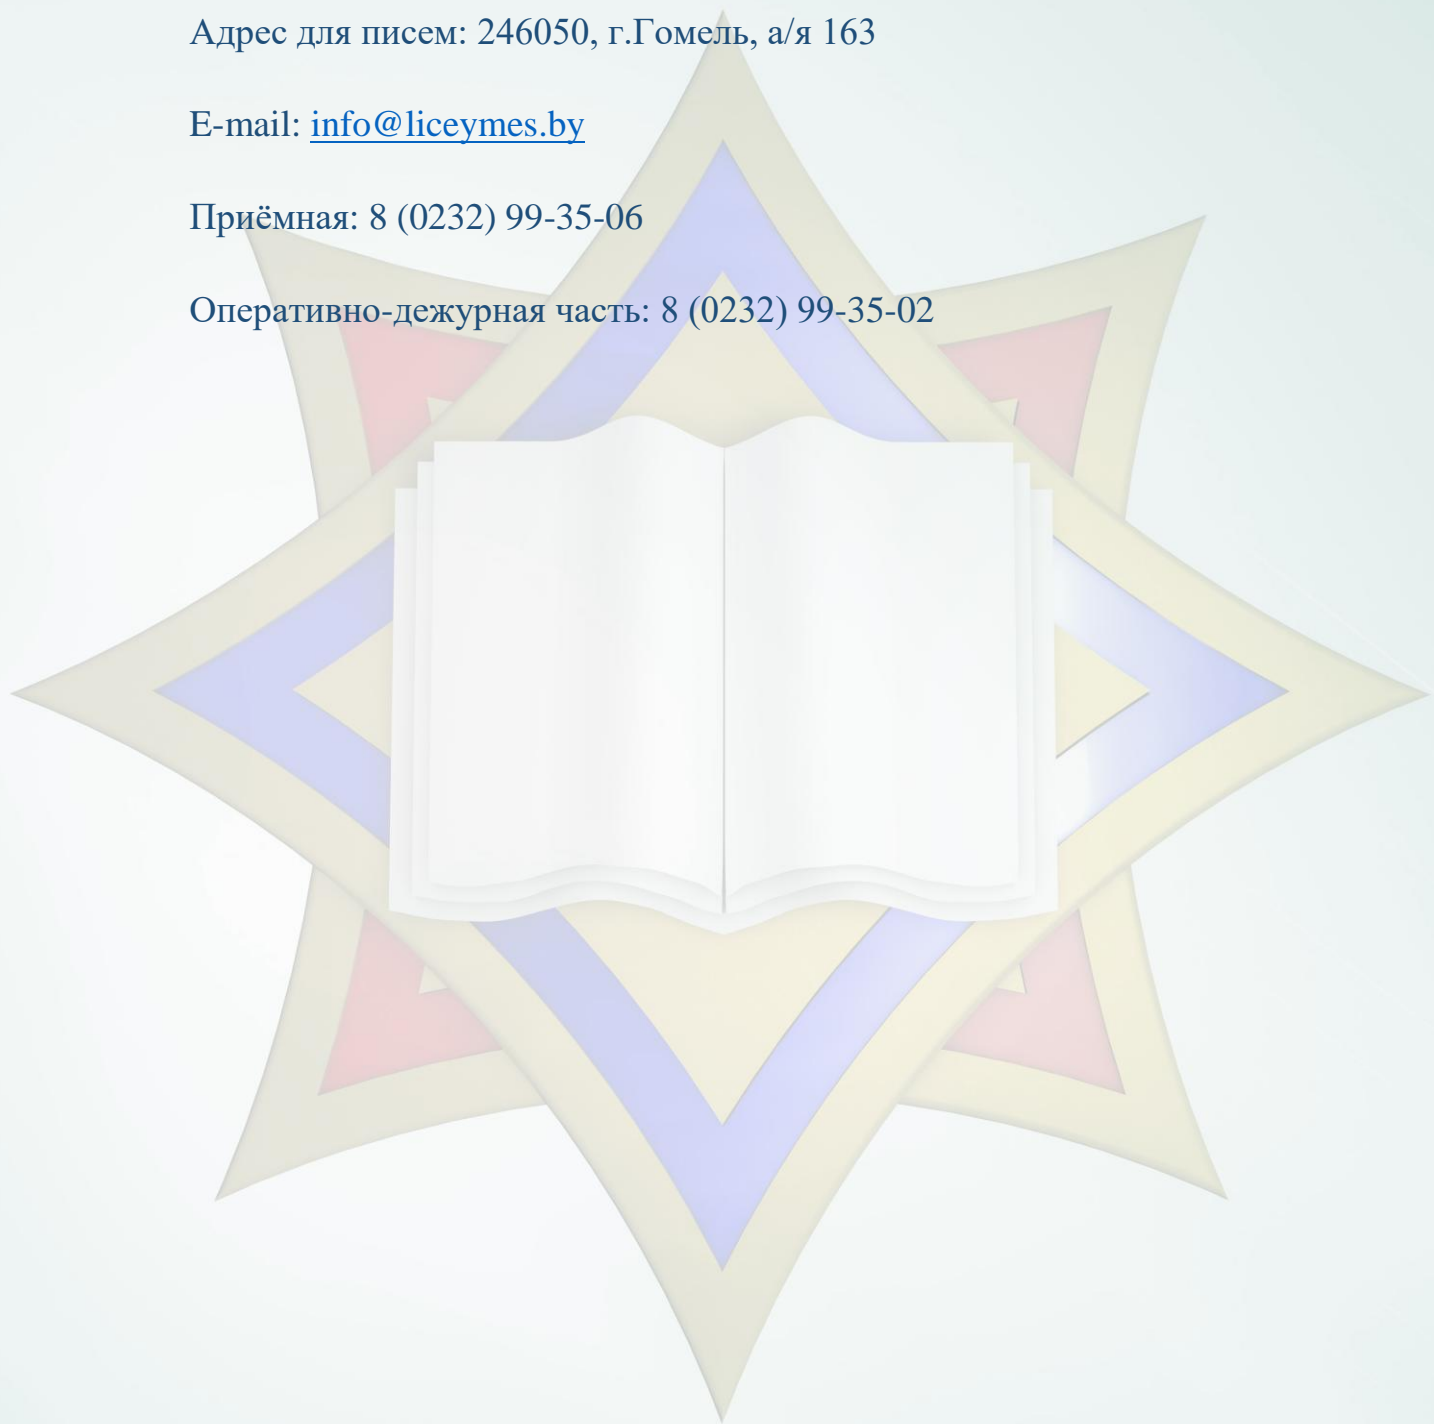 Адрес для писем: 246050, г.Гомель, а/я 163
E-mail: info@liceymes.by
Приёмная: 8 (0232) 99-35-06
Оперативно-дежурная часть: 8 (0232) 99-35-02